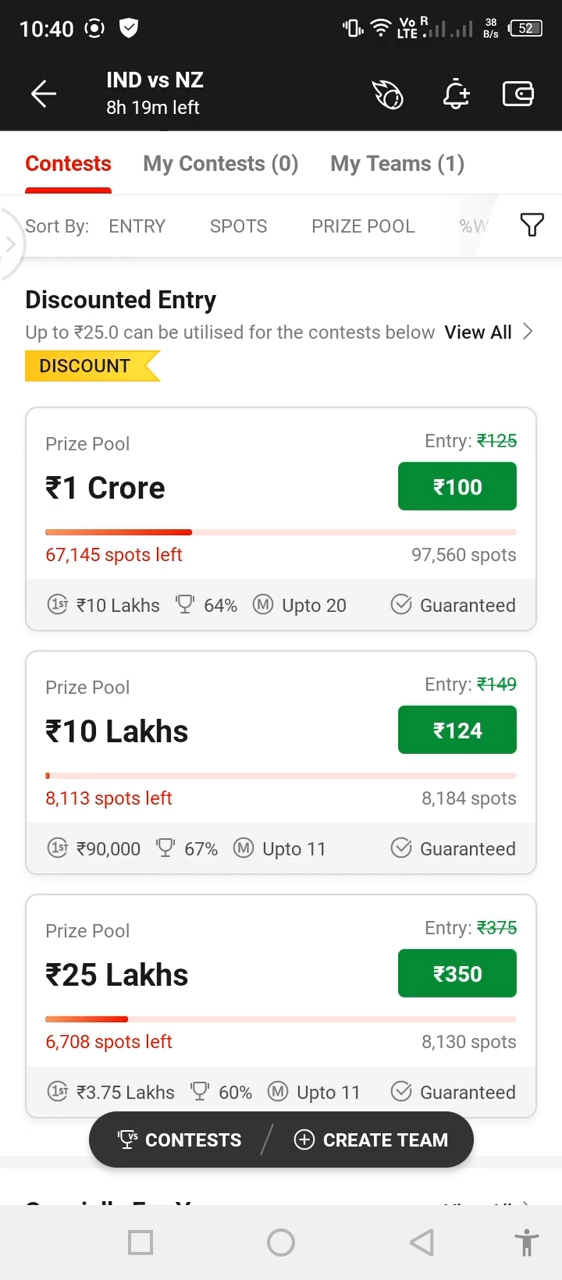 10:40 Vo LTE R 38 B/s 52
IND vs NZ
8h 19m left
Contests My Contests (0) My Teams (1)
Sort By: ENTRY SPOTS PRIZE POOL %W
Discounted Entry
Up to ₹25.0 can be utilised for the contests below View All
DISCOUNT
Prize Pool Entry: ₹125
₹1 Crore ₹100
67,145 spots left 97,560 spots
1ST ₹10 Lakhs 64% M Upto 20 Guaranteed
Prize Pool Entry: ₹149
₹10 Lakhs ₹124
8,113 spots left 8,184 spots
1ST ₹90,000 67% M Upto 11 Guaranteed
Prize Pool Entry: ₹375
₹25 Lakhs ₹350
6,708 spots left 8,130 spots
1ST ₹3.75 Lakhs 60% M Upto 11 Guaranteed
VS CONTESTS CREATE TEAM